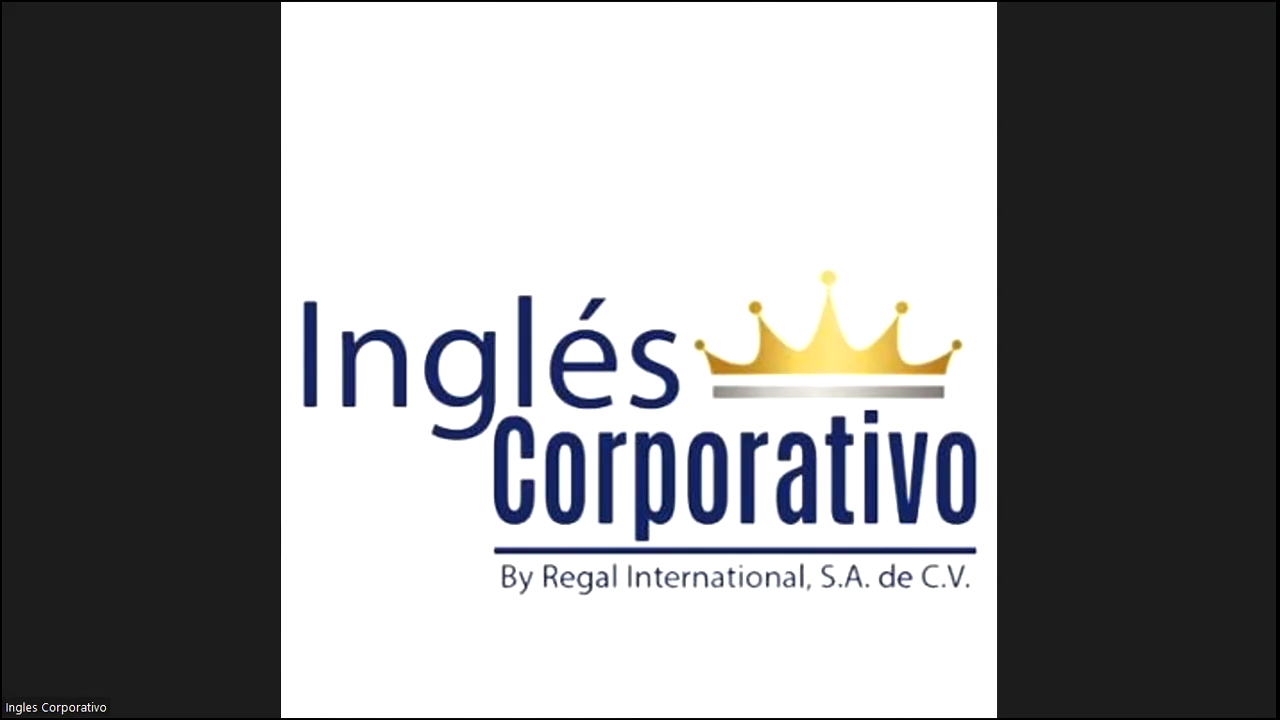 Inglés
Corporativo
By Regal International, S.A. de C.V.
Ingles Corporativo